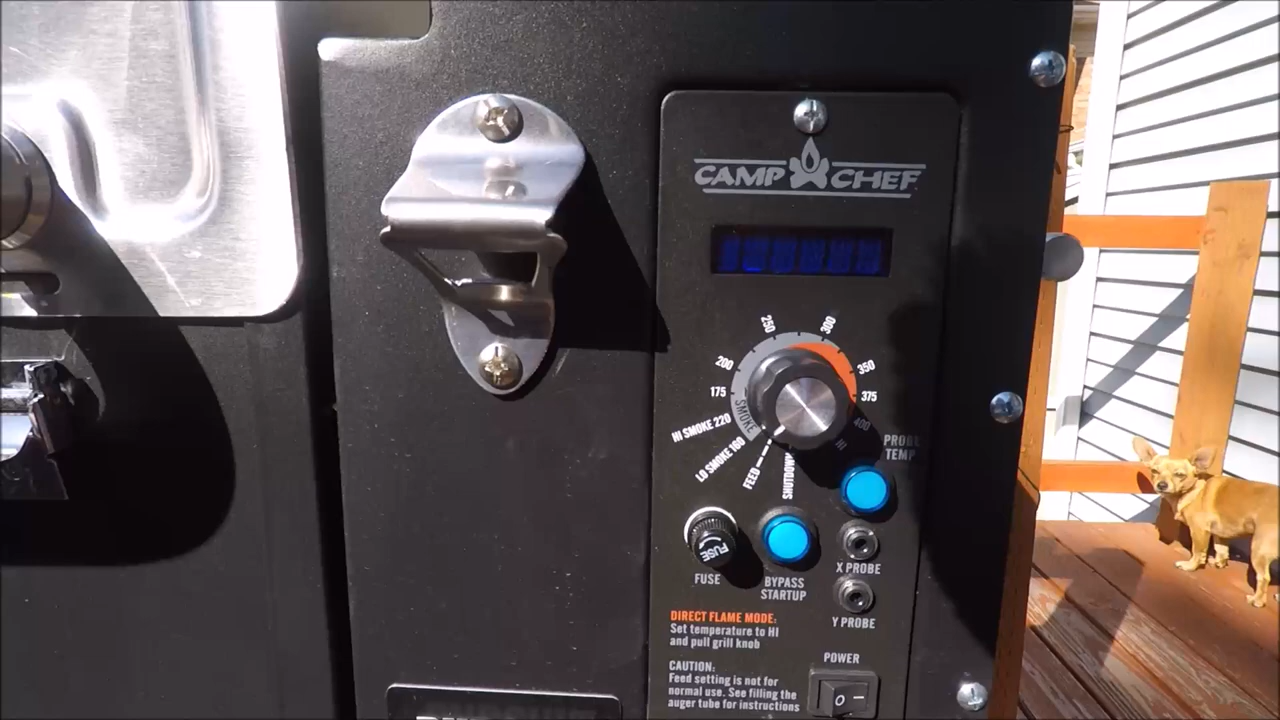 CAMP CHEF
250
300
200
350
175
375
HI SMOKE 220
SMOKE
400
LO SMOKE 160
HI
FEED
SHUTDOWN
PROBE
TEMP
FUSE
FUSE
BYPASS
STARTUP
X PROBE
Y PROBE
DIRECT FLAME MODE:
Set temperature to HI
and pull grill knob
POWER
CAUTION:
Feed setting is not for
normal use. See filling the
auger tube for instructions
O –